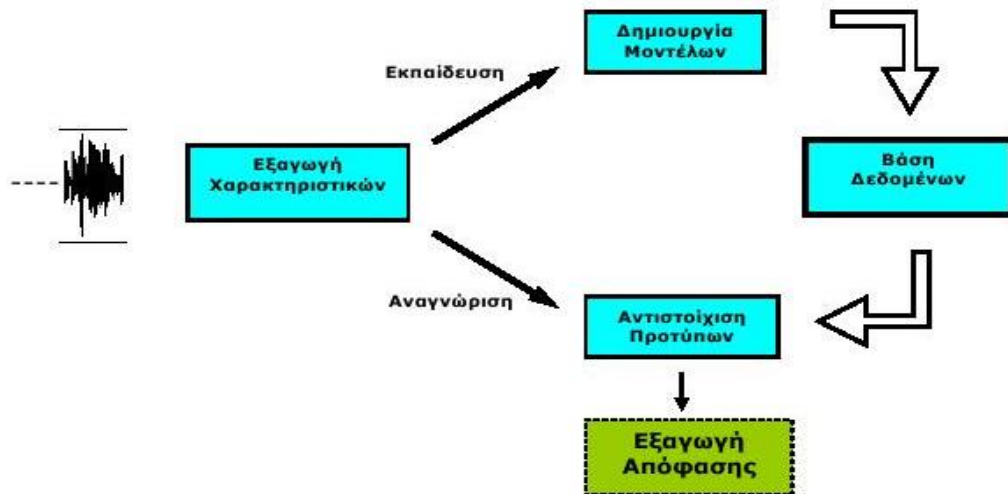 Δημιουργία
Μοντέλων
Εκπαίδευση
Εξαγωγή
Χαρακτηριστικών
Βάση
Δεδομένων
Αναγνώριση
Αντιστοίχιση
Προτύπων
Εξαγωγή
Απόφασης